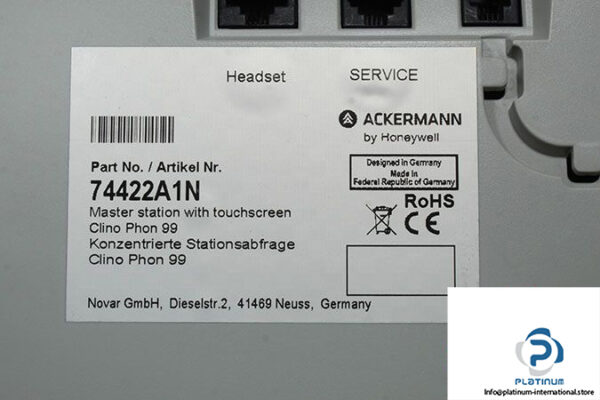 Headset SERVICE
ACKERMANN
by Honeywell
Part No. / Artikel Nr.
74422A1N
Master station with touchscreen
Clino Phon 99
Konzentrierte Stationsabfrage
Clino Phon 99
Designed in Germany
Made in
Federal Republic of Germany
RoHS
CE
Novar GmbH, Dieselstr.2, 41469 Neuss, Germany
PLATINUM
Info@platinum-international.store